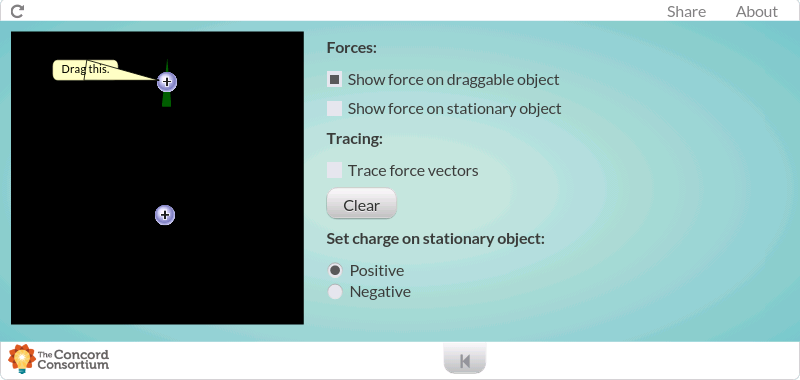 Share About
Drag this.
+
+
Forces:
Show force on draggable object
Show force on stationary object
Tracing:
Trace force vectors
Clear
Set charge on stationary object:
Positive
Negative
The Concord
Consortium